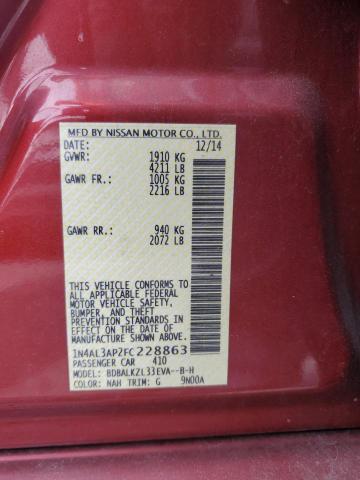 MFD BY NISSAN MOTOR CO., LTD.
DATE: 12/14
GVWR: 1910 KG
4211 LB
GAWR FR: 1005 KG
2216 LB
GAWR RR: 940 KG
2072 LB
THIS VEHICLE CONFORMS TO
ALL APPLICABLE FEDERAL
MOTOR VEHICLE SAFETY,
BUMPER, AND THEFT
PREVENTION STANDARDS
IN EFFECT ON THE DATE OF
MANUFACTURE SHOWN ABOVE.
1N4AL3AP2FC228863
PASSENGER CAR 410
MODEL: BDBALKZL33EVA--B-H
COLOR: NAH TRIM: G 9N00A